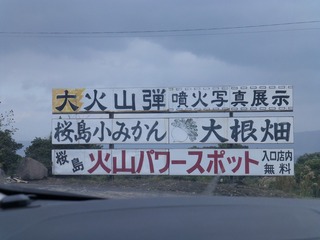 大火山弾 噴火写真展示
桜島小みかん 大根畑
桜島 火山パワースポット 入口店内無料